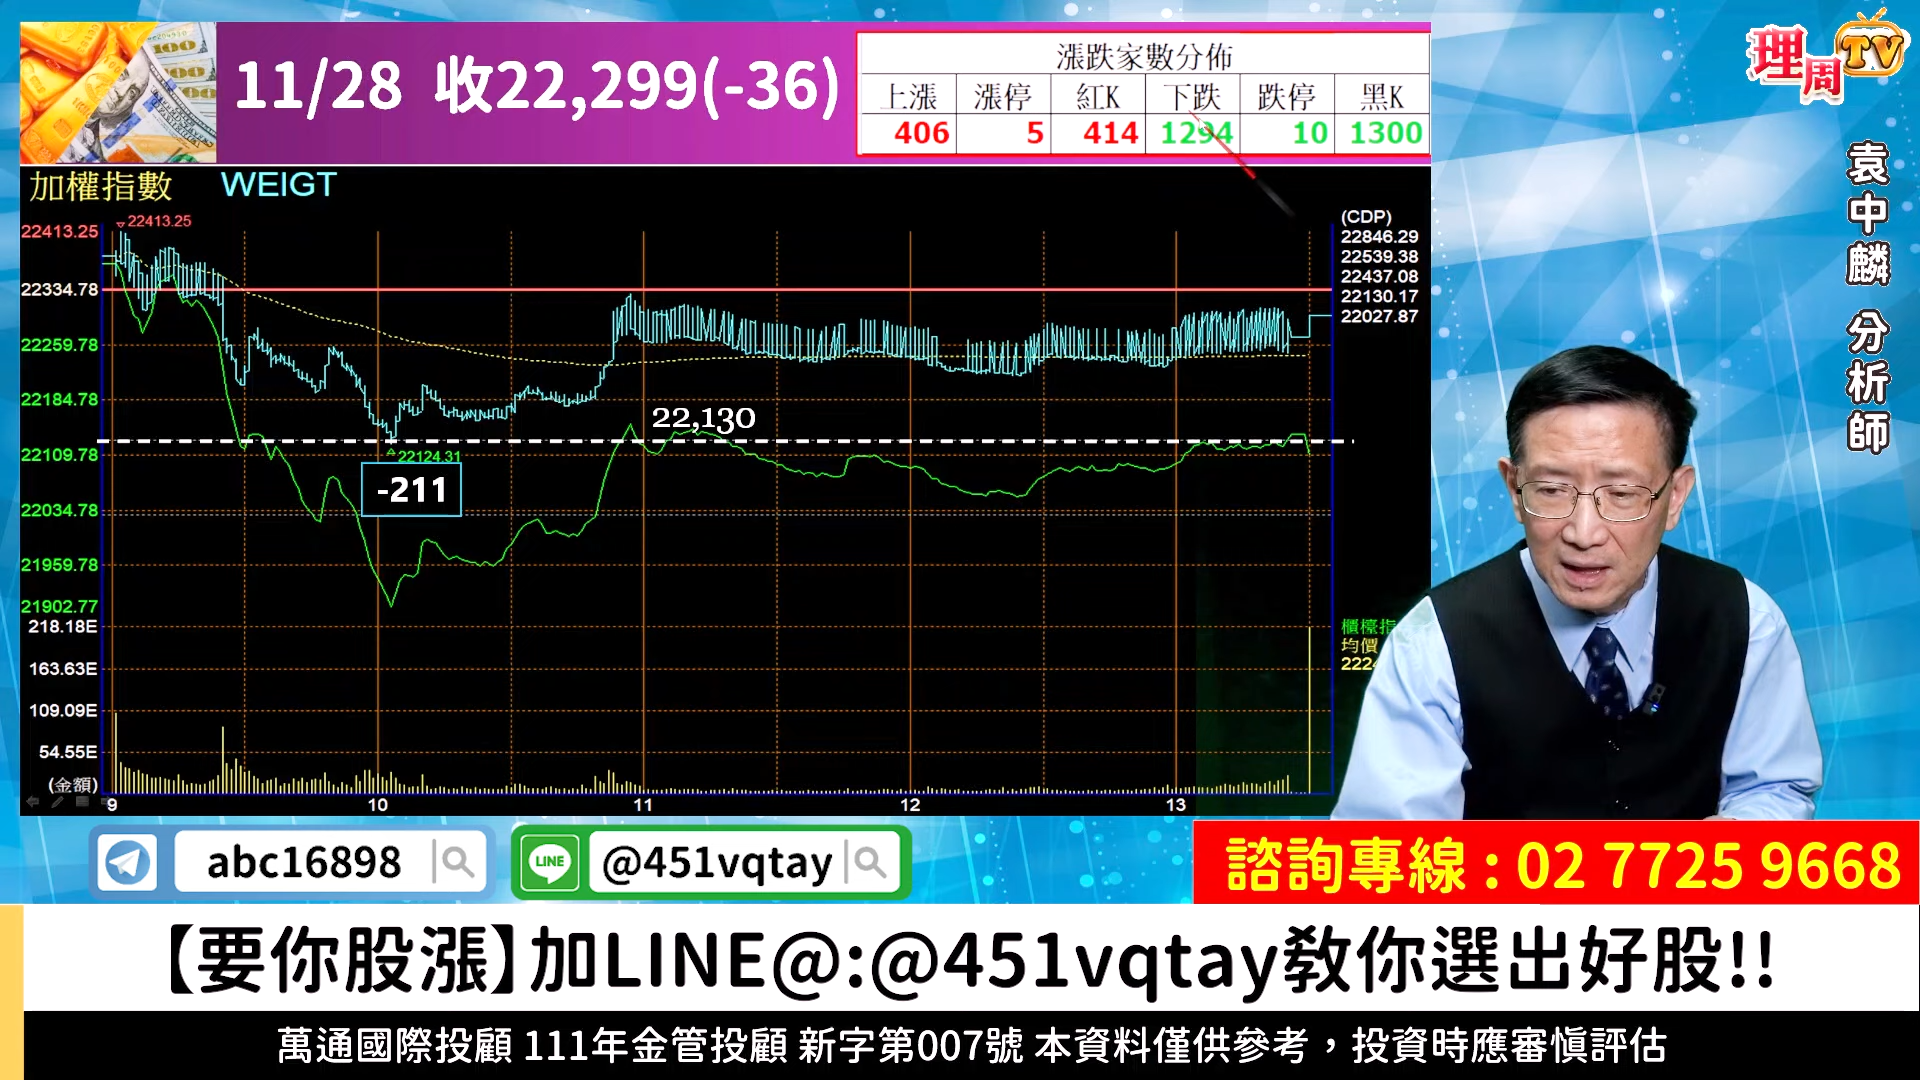 11/28 收22,299(-36)
漲跌家數分佈
上漲 漲停 紅K 下跌 跌停 黑K
406 5 414 1294 10 1300
理周TV
袁中麟 分析師
加權指數 WEIGT
22413.25
22413.25
22334.78
22259.78
22184.78
22109.78
22034.78
21959.78
21902.77
218.18E
163.63E
109.09E
54.55E
(金額)
22,130
22124.31
-211
(CDP)
22846.29
22539.38
22437.08
22130.17
22027.87
櫃檯指
均價
222
9 10 11 12 13
abc16898
LINE @451vqtay
諮詢專線:02 7725 9668
【要你股漲】加LINE@:@451vqtay教你選出好股!!
萬通國際投顧 111年金管投顧 新字第007號 本資料僅供參考，投資時應審慎評估